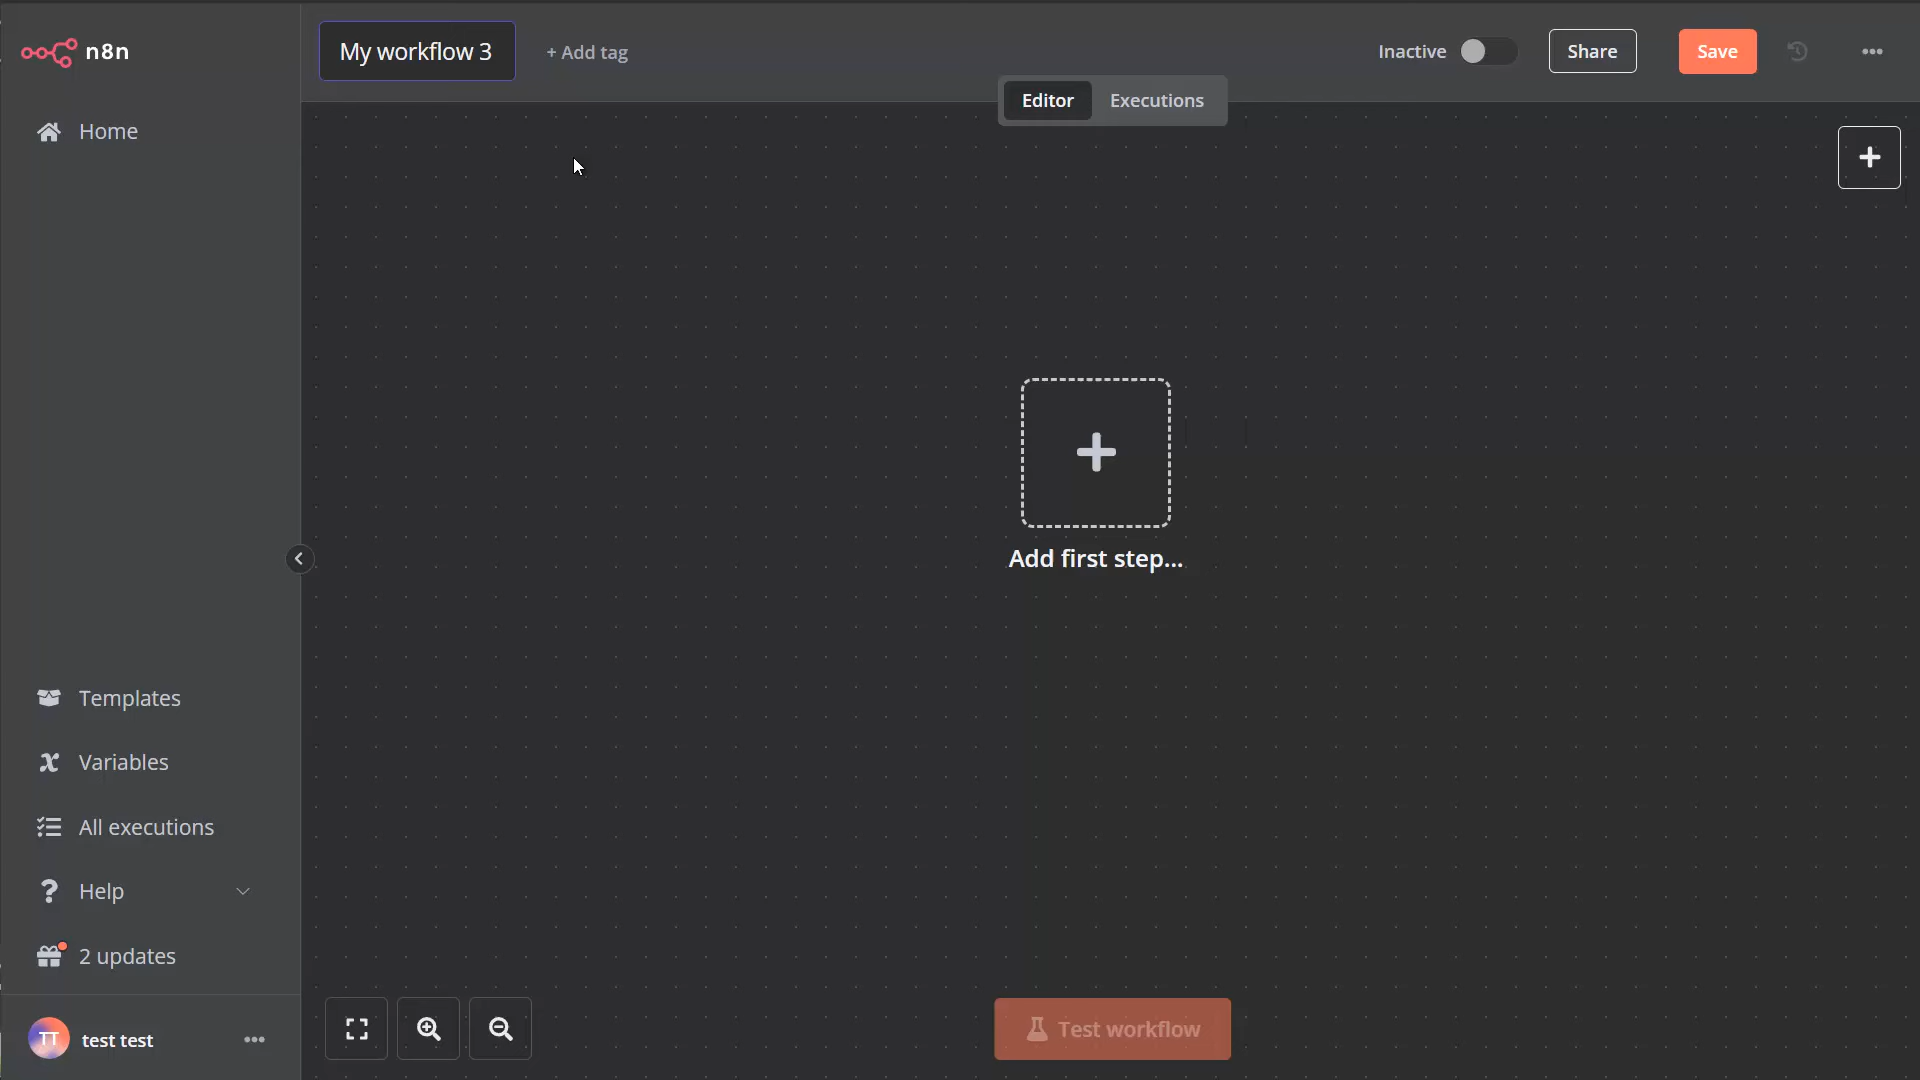 n8n
My workflow 3
+ Add tag
Inactive
Share
Save
Editor
Executions
Home
Add first step...
Templates
Variables
All executions
Help
2 updates
TT
test test
Test workflow